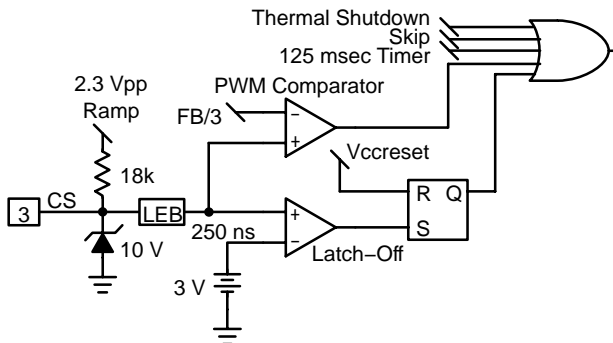 Thermal Shutdown
Skip
125 msec Timer
2.3 Vpp
Ramp
PWM Comparator
FB/3
−
+
18k
Vccreset
3
CS
LEB
R
Q
S
+
−
250 ns
10 V
Latch−Off
3 V